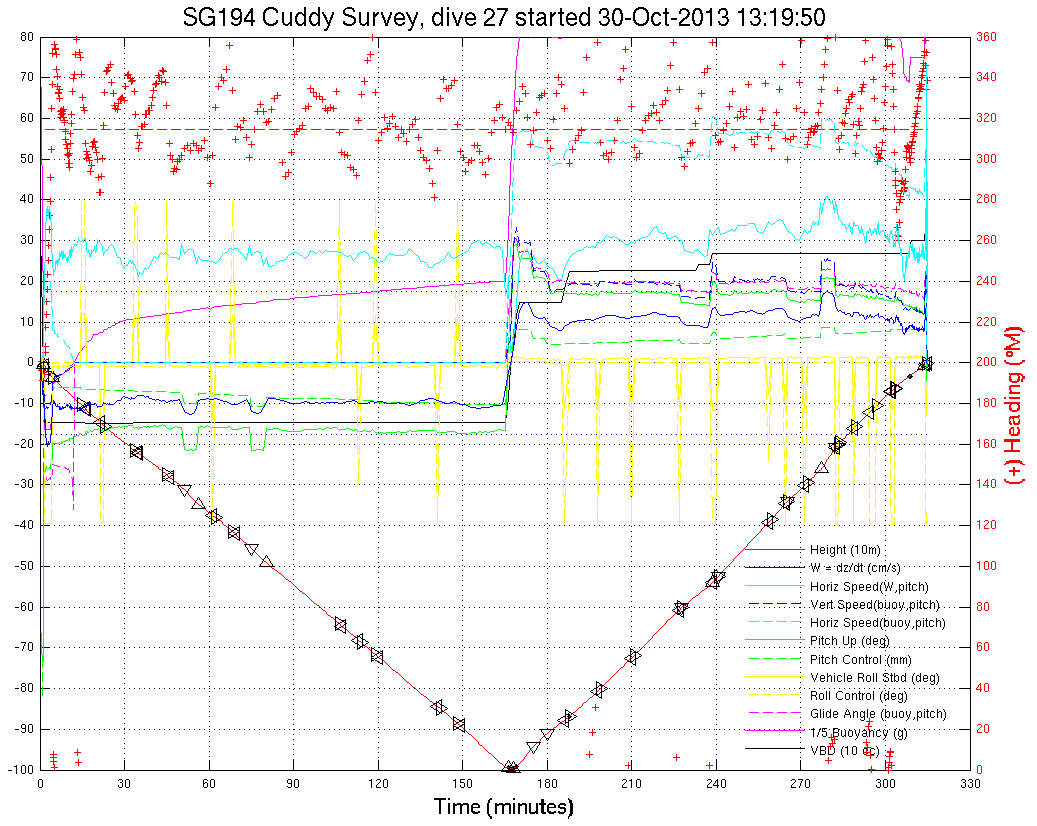 SG194 Cuddy Survey, dive 27 started 30-Oct-2013 13:19:50
80
70
60
50
40
30
20
10
0
-10
-20
-30
-40
-50
-60
-70
-80
-90
-100
360
340
320
300
280
260
240
220
200
180
160
140
120
100
80
60
40
20
0
(+) Heading (°M)
Height (10m)
W = dz/dt (cm/s)
Horiz Speed(W,pitch)
Vert Speed(buoy,pitch)
Horiz Speed(buoy,pitch)
Pitch Up (deg)
Pitch Control (mm)
Vehicle Roll Stbd (deg)
Roll Control (deg)
Glide Angle (buoy,pitch)
1/5 Buoyancy (g)
VBD (10 cc)
0 30 60 90 120 150 180 210 240 270 300 330
Time (minutes)